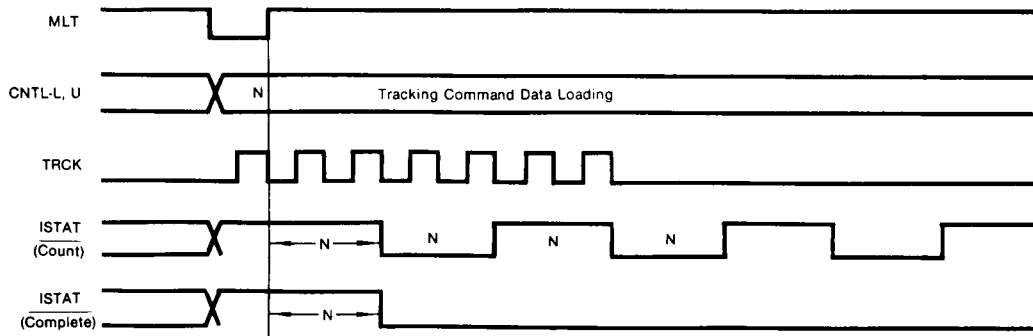 MLT
CNTL-L, U
N
Tracking Command Data Loading
TRCK
ISTAT
(Count)
N
N
N
N
ISTAT
(Complete)
N